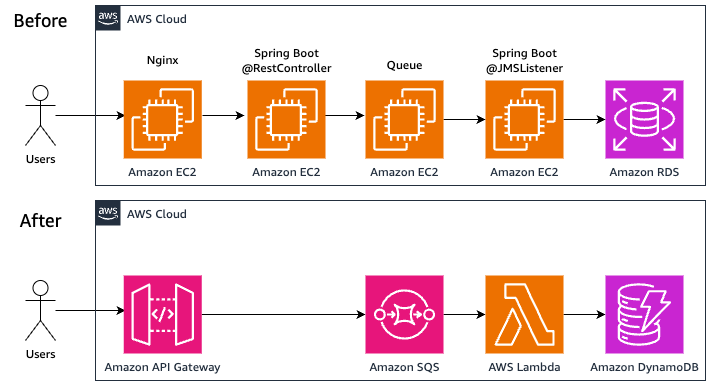 Before
aws
AWS Cloud
Nginx
Spring Boot
@RestController
Queue
Spring Boot
@JMSListener
Users
Amazon EC2
Amazon EC2
Amazon EC2
Amazon EC2
Amazon RDS
After
aws
AWS Cloud
</>
Users
Amazon API Gateway
Amazon SQS
AWS Lambda
Amazon DynamoDB